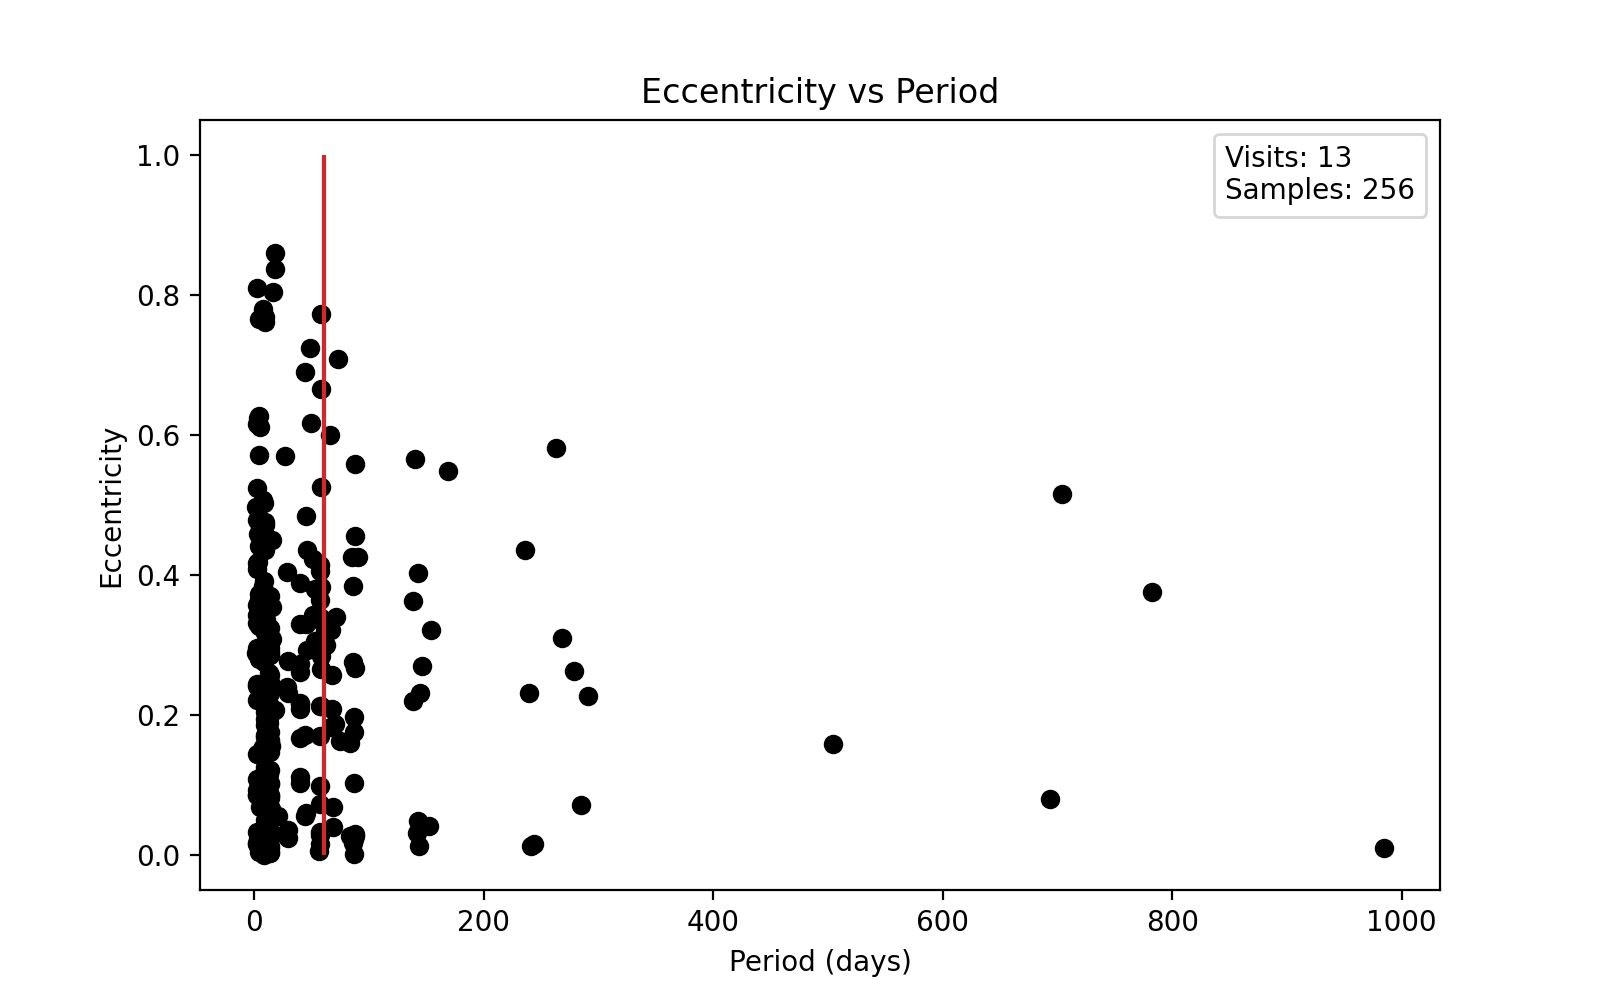 Eccentricity vs Period
Visits: 13
Samples: 256
1.0
0.8
0.6
0.4
0.2
0.0
Eccentricity
0 200 400 600 800 1000
Period (days)